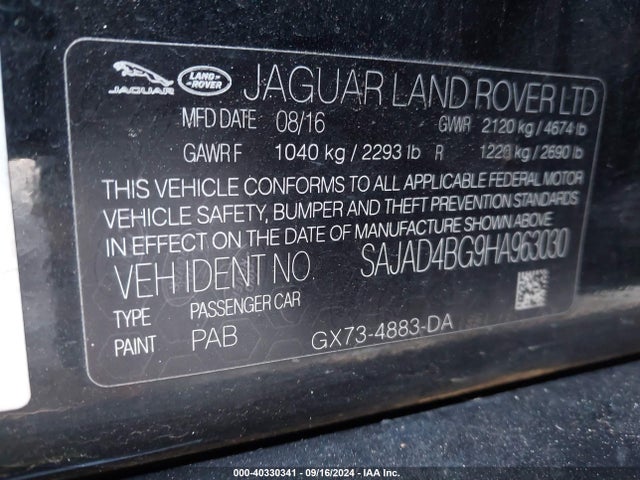 JAGUAR LAND ROVER JAGUAR LAND ROVER LTD
MFD DATE 08/16 GVWR 2120 kg / 4674 lb
GAWR F 1040 kg / 2293 lb R 1220 kg / 2690 lb
THIS VEHICLE CONFORMS TO ALL APPLICABLE FEDERAL MOTOR
VEHICLE SAFETY, BUMPER AND THEFT PREVENTION STANDARDS
IN EFFECT ON THE DATE OF MANUFACTURE SHOWN ABOVE.
VEH IDENT NO SAJAD4BG9HA963030
TYPE PASSENGER CAR
PAINT PAB GX73-4883-DA
000-40330341 - 09/16/2024 - IAA Inc.